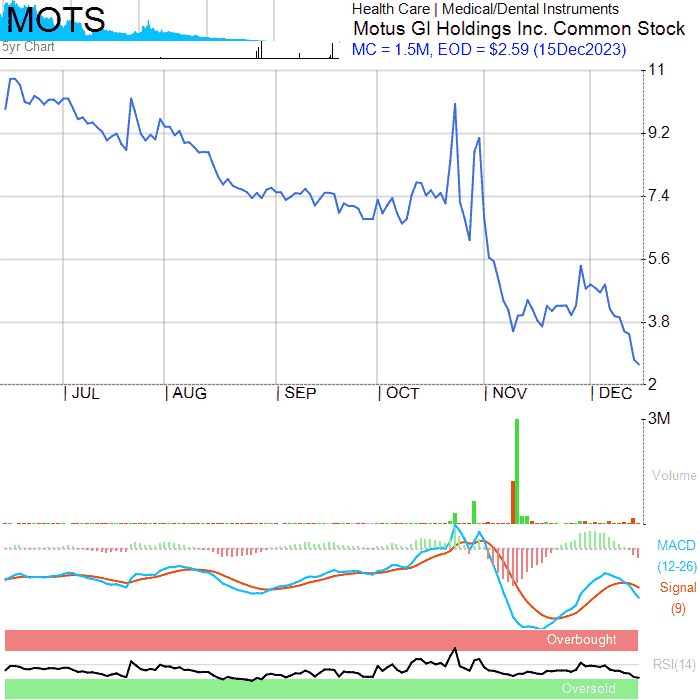 MOTS
5yr Chart
Health Care | Medical/Dental Instruments
Motus GI Holdings Inc. Common Stock
MC = 1.5M, EOD = $2.59 (15Dec2023)
11
9.2
7.4
5.6
3.8
2
| JUL | AUG | SEP | OCT | NOV | DEC
3M
Volume
MACD
(12-26)
Signal
(9)
Overbought
RSI(14)
Oversold